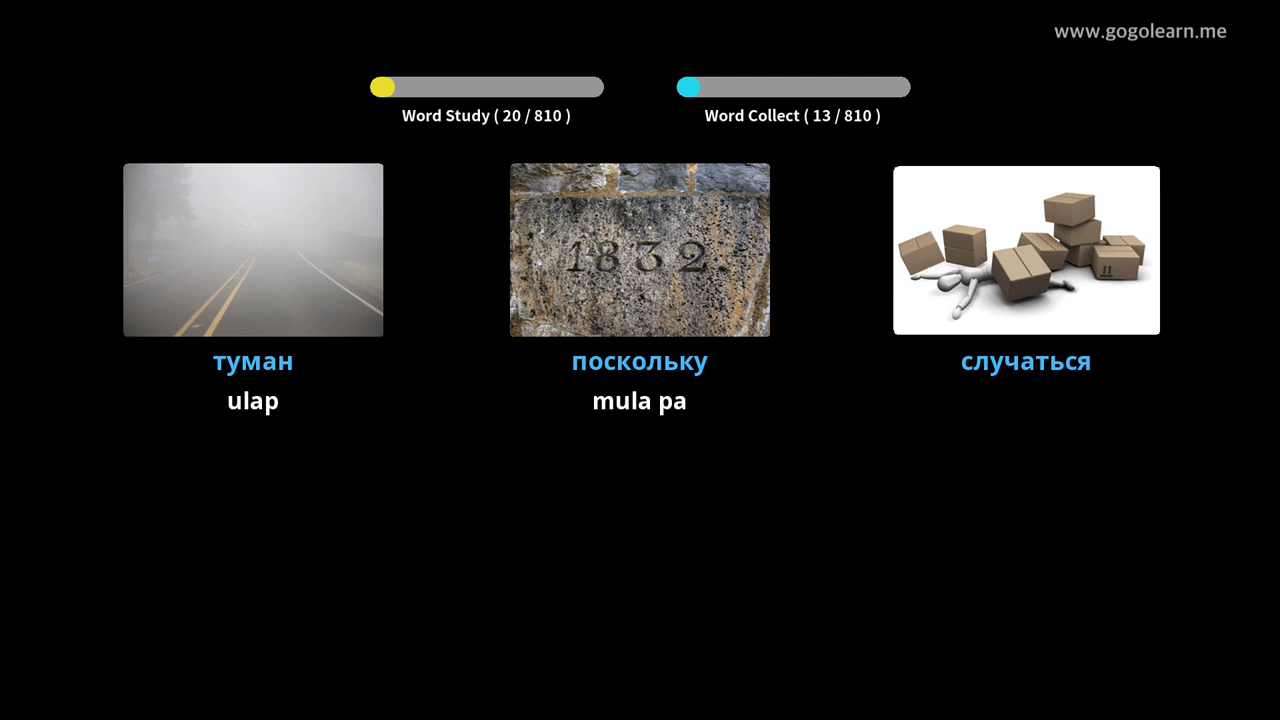 www.gogolearn.me
Word Study ( 20 / 810 )
Word Collect ( 13 / 810 )
1832.
туман
поскольку
случаться
ulap
mula pa